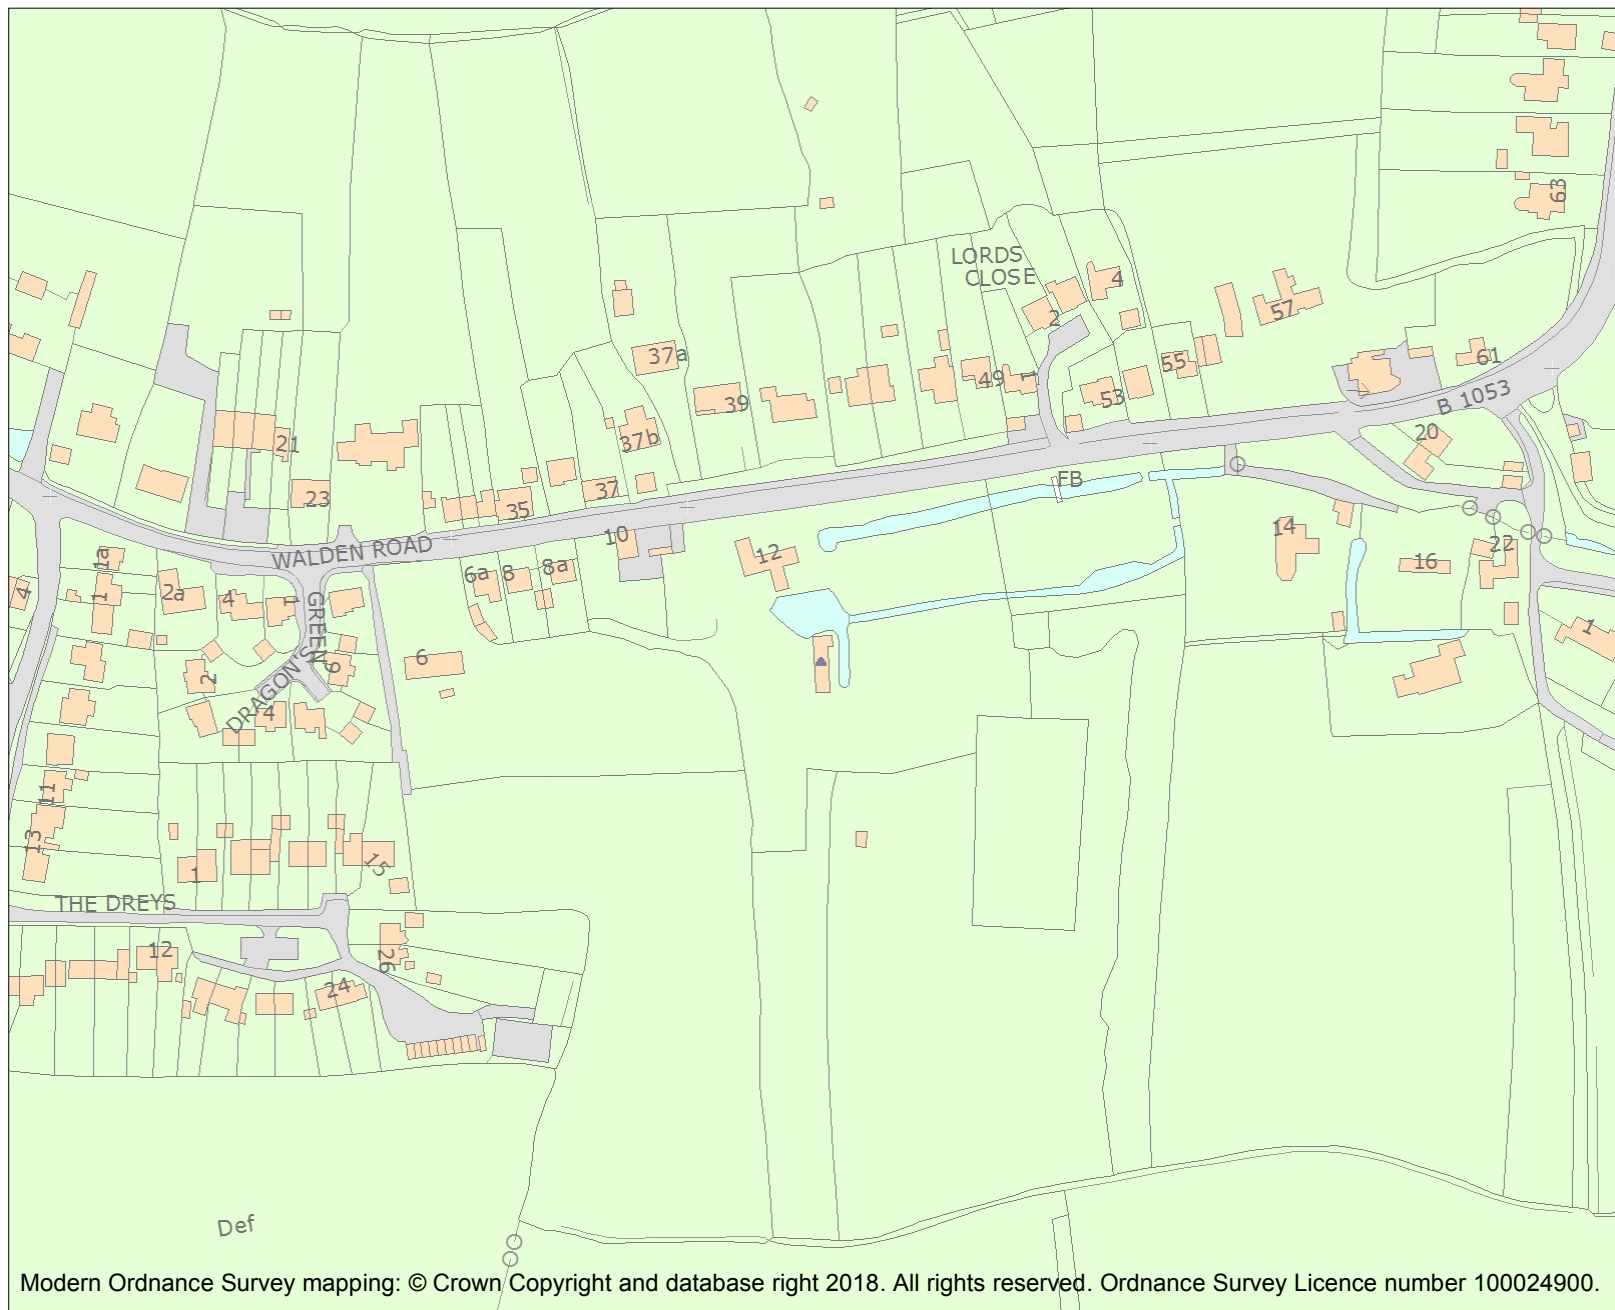 63
LORDS
CLOSE
4
2
57
37a
55
61
39
49
1
53
B 1053
20
21
37b
23
37
35
FB
WALDEN ROAD
10
12
14
22
16
1a
6a
8
8a
4
1
2a
4
1
GREEN
DRAGON'S
9
6
2
4
1
11
13
15
1
THE DREYS
12
26
24
Def
Modern Ordnance Survey mapping: © Crown Copyright and database right 2018. All rights reserved. Ordnance Survey Licence number 100024900.